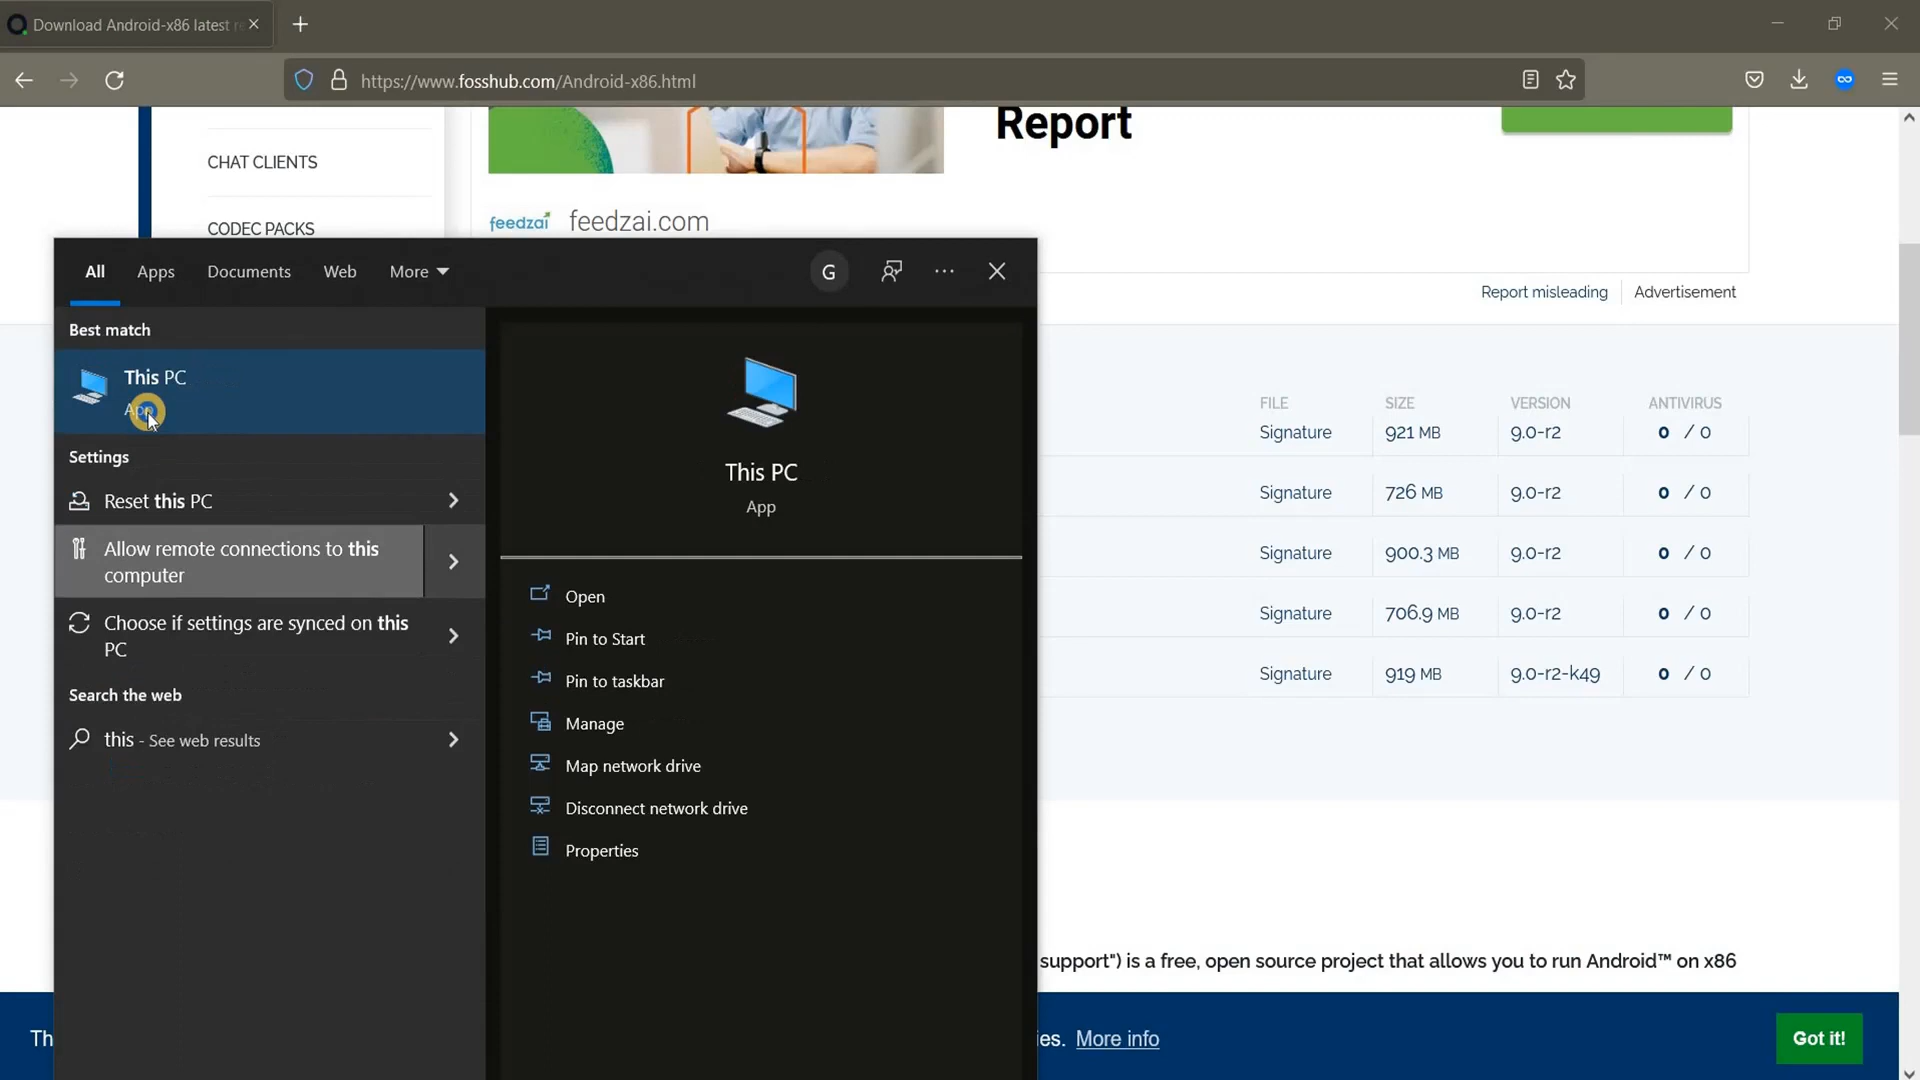 Download Android-x86 latest re
https://www.fosshub.com/Android-x86.html
CHAT CLIENTS
CODEC PACKS
Report
feedzai feedzai.com
Report misleading Advertisement
All Apps Documents Web More G
Best match
This PC
App
Settings
Reset this PC
Allow remote connections to this
computer
Choose if settings are synced on this
PC
Search the web
this - See web results
This PC
App
Open
Pin to Start
Pin to taskbar
Manage
Map network drive
Disconnect network drive
Properties
FILE SIZE VERSION ANTIVIRUS
Signature 921 MB 9.0-r2 0 / 0
Signature 726 MB 9.0-r2 0 / 0
Signature 900.3 MB 9.0-r2 0 / 0
Signature 706.9 MB 9.0-r2 0 / 0
Signature 919 MB 9.0-r2-k49 0 / 0
support") is a free, open source project that allows you to run Android™ on x86
Th ies. More info Got it!